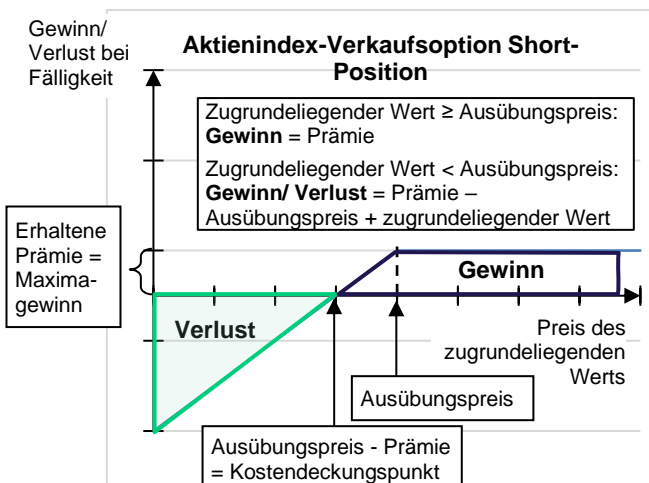 Gewinn/
Verlust bei
Fälligkeit
Aktienindex-Verkaufsoption Short-
Position
Zugrundeliegender Wert ≥ Ausübungspreis:
Gewinn = Prämie
Zugrundeliegender Wert < Ausübungspreis:
Gewinn/ Verlust = Prämie –
Ausübungspreis + zugrundeliegender Wert
Erhaltene
Prämie =
Maxima-
gewinn
Gewinn
Verlust
Preis des
zugrundeliegenden
Werts
Ausübungspreis
Ausübungspreis - Prämie
= Kostendeckungspunkt